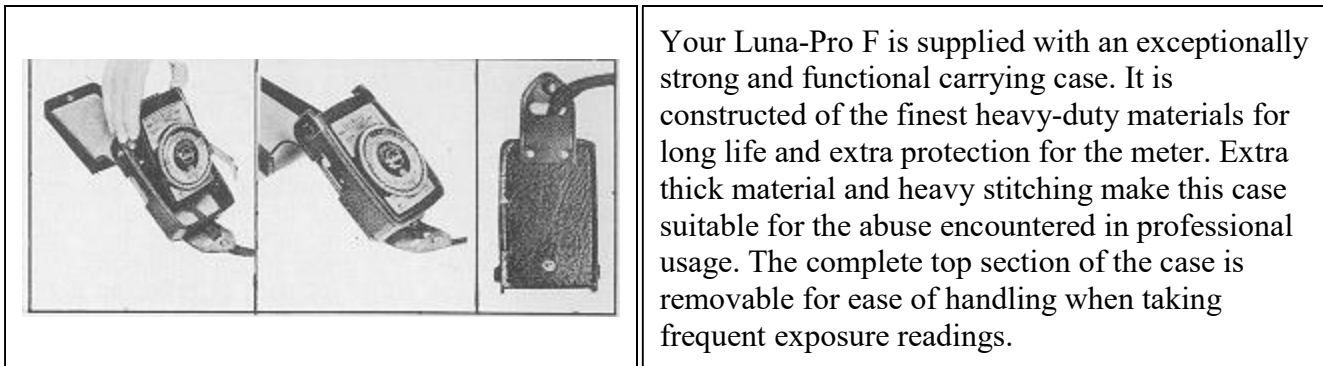 Your Luna-Pro F is supplied with an exceptionally
strong and functional carrying case. It is
constructed of the finest heavy-duty materials for
long life and extra protection for the meter. Extra
thick material and heavy stitching make this case
suitable for the abuse encountered in professional
usage. The complete top section of the case is
removable for ease of handling when taking
frequent exposure readings.